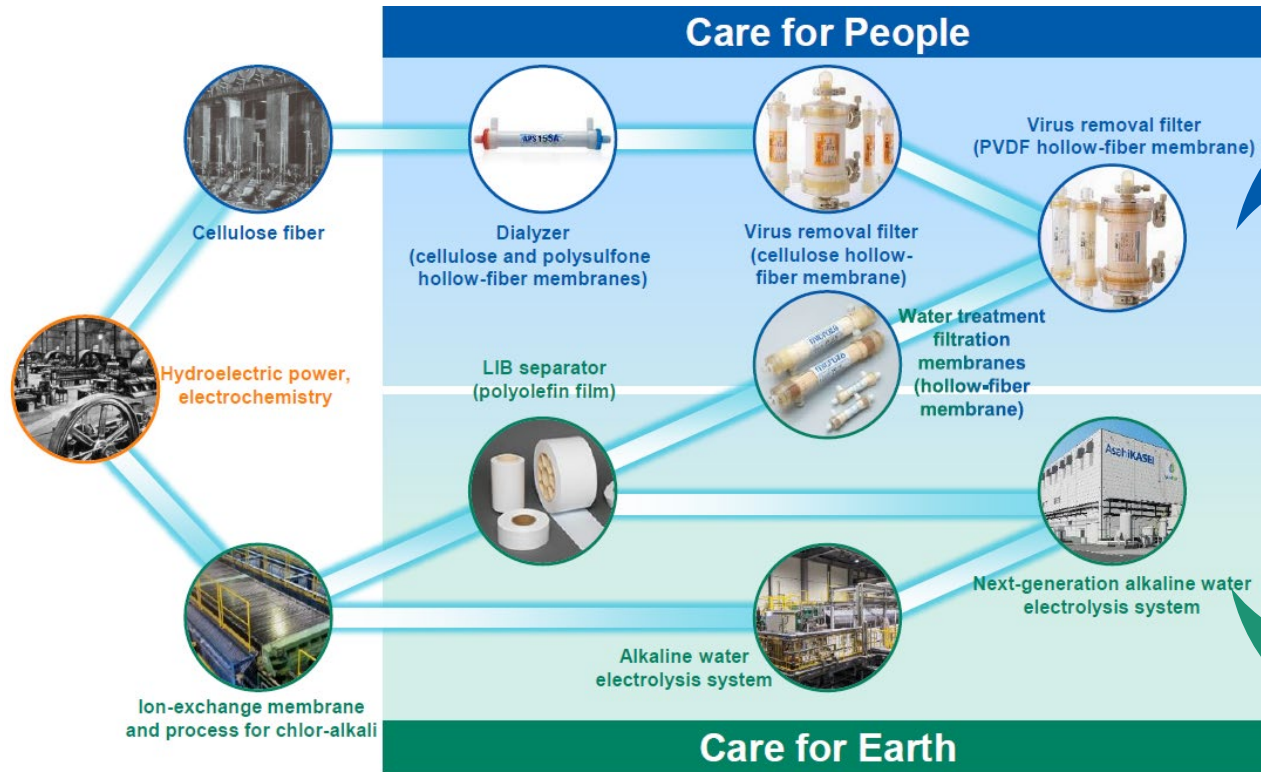 Care for People
Virus removal filter
(PVDF hollow-fiber membrane)
APS 15SA
Cellulose fiber
Dialyzer
(cellulose and polysulfone
hollow-fiber membranes)
Virus removal filter
(cellulose hollow-
fiber membrane)
Water treatment
filtration
membranes
(hollow-fiber
membrane)
Hydroelectric power,
electrochemistry
LIB separator
(polyolefin film)
AsahiKASEI
Next-generation alkaline water
electrolysis system
Alkaline water
electrolysis system
Ion-exchange membrane
and process for chlor-alkali
Care for Earth